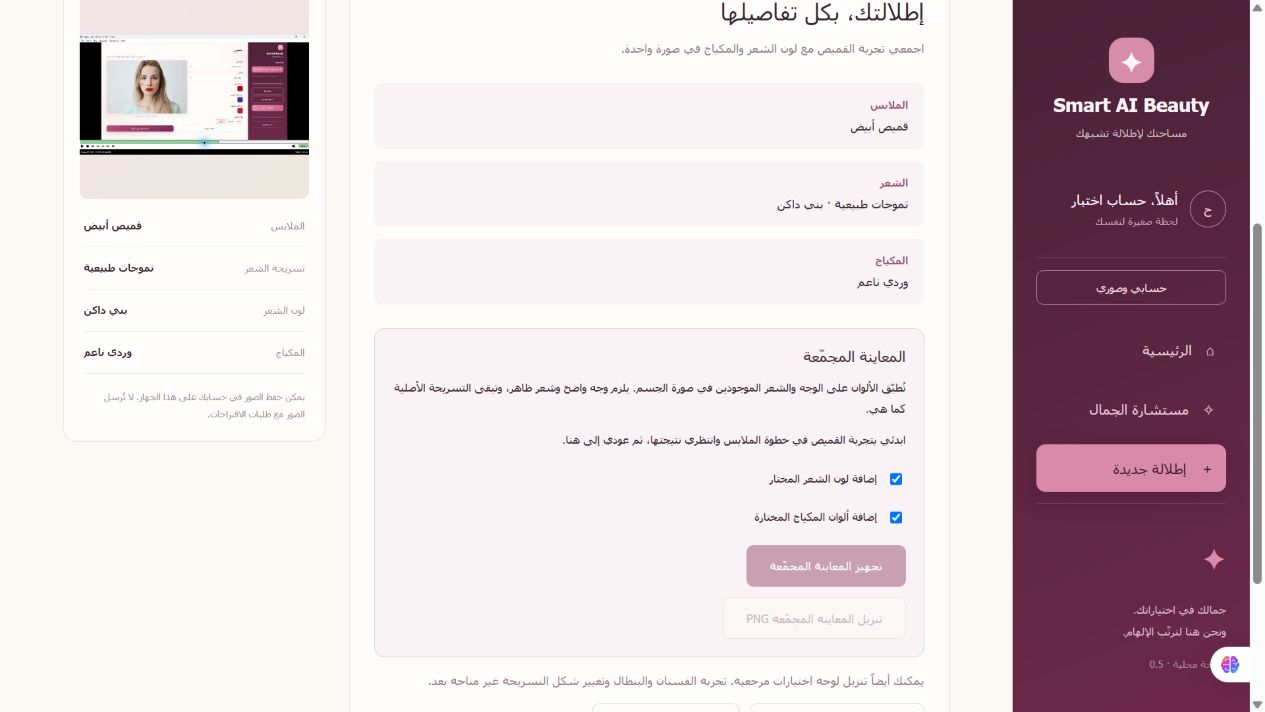 Smart AI Beauty
مساحتك لإطلالة تشبهك
ح
أهلاً، حساب اختبار
لحظة صغيرة لنفسك
حسابي وصوري
الرئيسية
مستشارة الجمال
+ إطلالة جديدة
جمالك في اختياراتك.
ونحن هنا لنرتّب الإلهام.
محلية · 0.5
إطلالتك، بكل تفاصيلها
اجمعي تجربة القميص مع لون الشعر والمكياج في صورة واحدة.
الملابس
قميص أبيض
الشعر
تموجات طبيعية · بني داكن
المكياج
وردي ناعم
المعاينة المجمّعة
تُطبّق الألوان على الوجه والشعر الموجودين في صورة الجسم. يلزم وجه واضح وشعر ظاهر، وتبقى التسريحة الأصلية
كما هي.
ابدئي بتجربة القميص في خطوة الملابس وانتظري نتيجتها، ثم عودي إلى هنا.
إضافة لون الشعر المختار
إضافة ألوان المكياج المختارة
تجهيز المعاينة المجمّعة
تنزيل المعاينة المجمّعة PNG
يمكنك أيضاً تنزيل لوحة اختيارات مرجعية. تجربة الفستان والبنطال وتغيير شكل التسريحة غير متاحة بعد.
الملابس قميص أبيض
تسريحة الشعر تموجات طبيعية
لون الشعر بني داكن
المكياج وردي ناعم
يمكن حفظ الصور في حسابك على هذا الجهاز. لا تُرسل
الصور مع طلبات الاقتراحات.